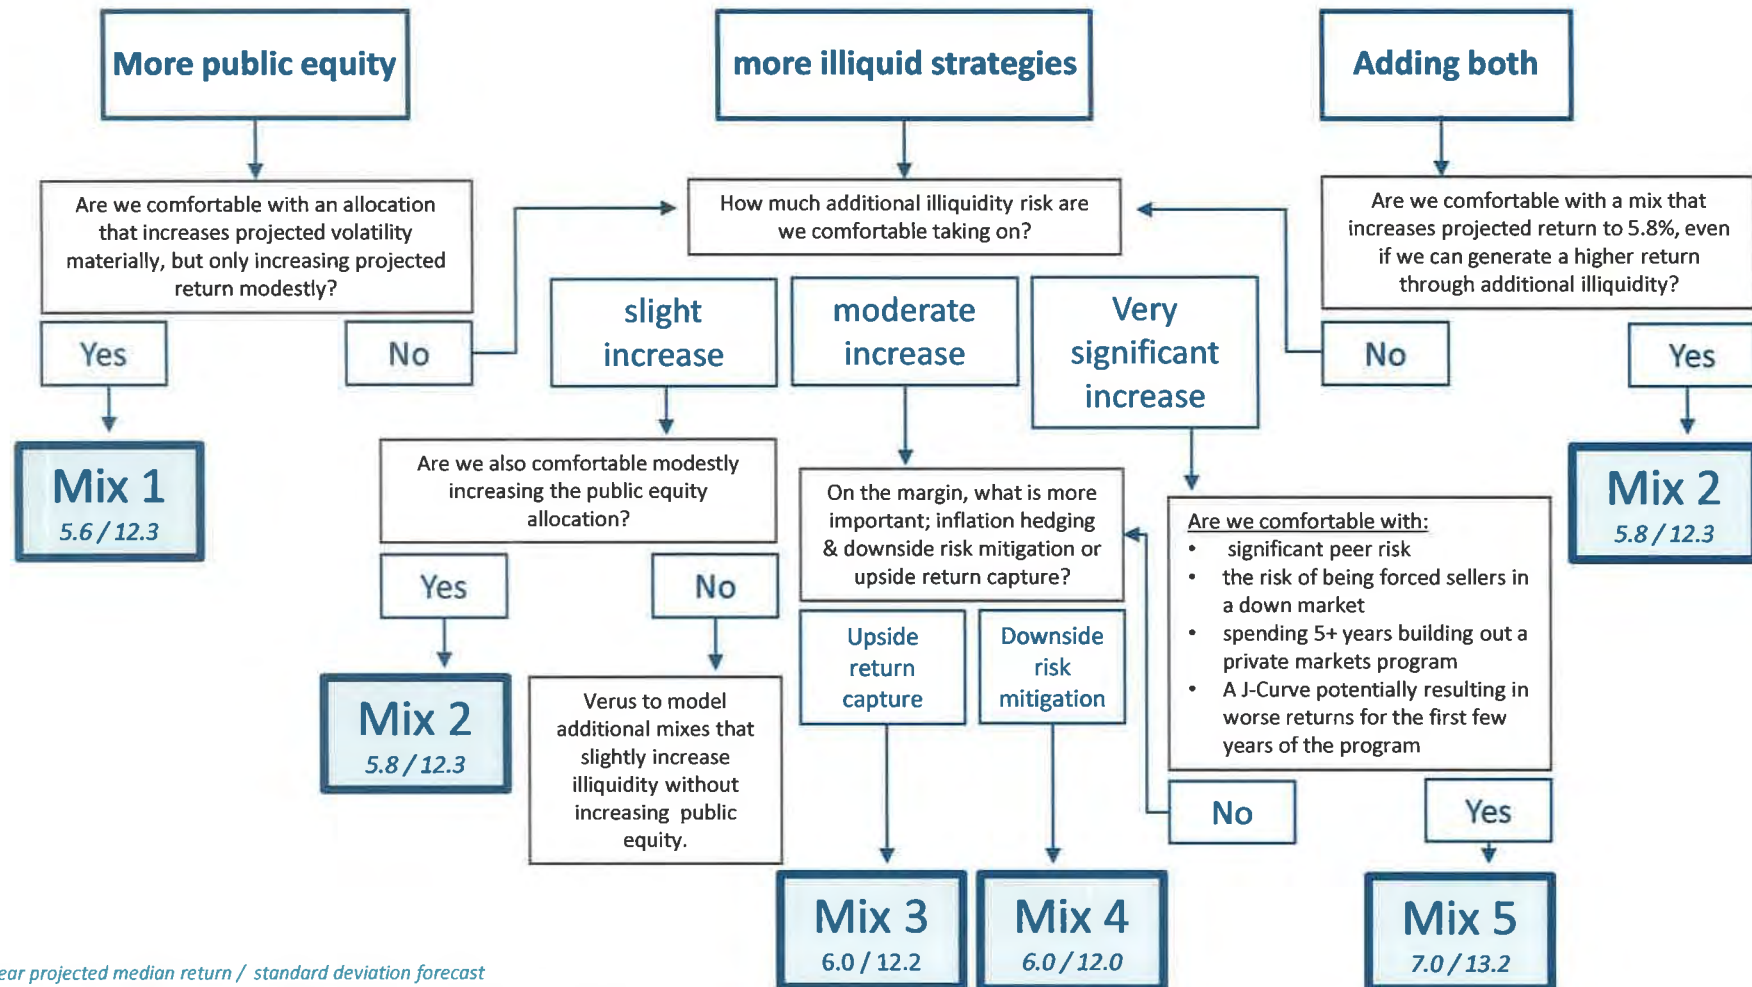 More public equity
more illiquid strategies
Adding both
Are we comfortable with an allocation
that increases projected volatility
materially, but only increasing projected
return modestly?
How much additional illiquidity risk are
we comfortable taking on?
Are we comfortable with a mix that
increases projected return to 5.8%, even
if we can generate a higher return
through additional illiquidity?
Yes
No
slight
increase
moderate
increase
Very
significant
increase
No
Yes
Mix 1
5.6 / 12.3
Are we also comfortable modestly
increasing the public equity
allocation?
On the margin, what is more
important; inflation hedging
& downside risk mitigation or
upside return capture?
Are we comfortable with:
• significant peer risk
• the risk of being forced sellers in
a down market
• spending 5+ years building out a
private markets program
• A J-Curve potentially resulting in
worse returns for the first few
years of the program
Mix 2
5.8 / 12.3
Yes
No
Upside
return
capture
Downside
risk
mitigation
Mix 2
5.8 / 12.3
Verus to model
additional mixes that
slightly increase
illiquidity without
increasing public
equity.
No
Yes
Mix 3
6.0 / 12.2
Mix 4
6.0 / 12.0
Mix 5
7.0 / 13.2
projected median return / standard deviation forecast